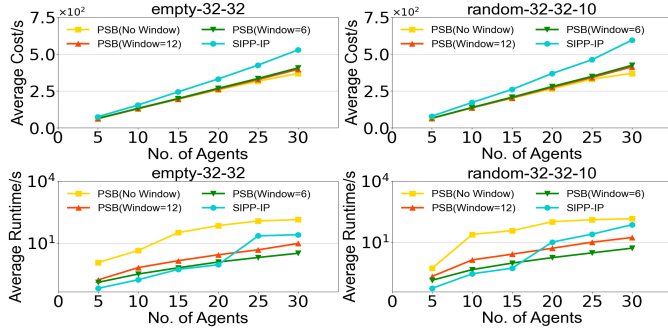 empty-32-32
random-32-32-10
×10²
×10²
Average Cost/s
7.5
5.0
2.5
0.0
PSB(No Window)
PSB(Window=6)
PSB(Window=12)
SIPP-IP
0 5 10 15 20 25 30
No. of Agents
Average Cost/s
7.5
5.0
2.5
0.0
PSB(No Window)
PSB(Window=6)
PSB(Window=12)
SIPP-IP
0 5 10 15 20 25 30
No. of Agents
empty-32-32
random-32-32-10
Average Runtime/s
10⁴
10¹
PSB(No Window)
PSB(Window=6)
PSB(Window=12)
SIPP-IP
0 5 10 15 20 25 30
No. of Agents
Average Runtime/s
10⁴
10¹
PSB(No Window)
PSB(Window=6)
PSB(Window=12)
SIPP-IP
0 5 10 15 20 25 30
No. of Agents